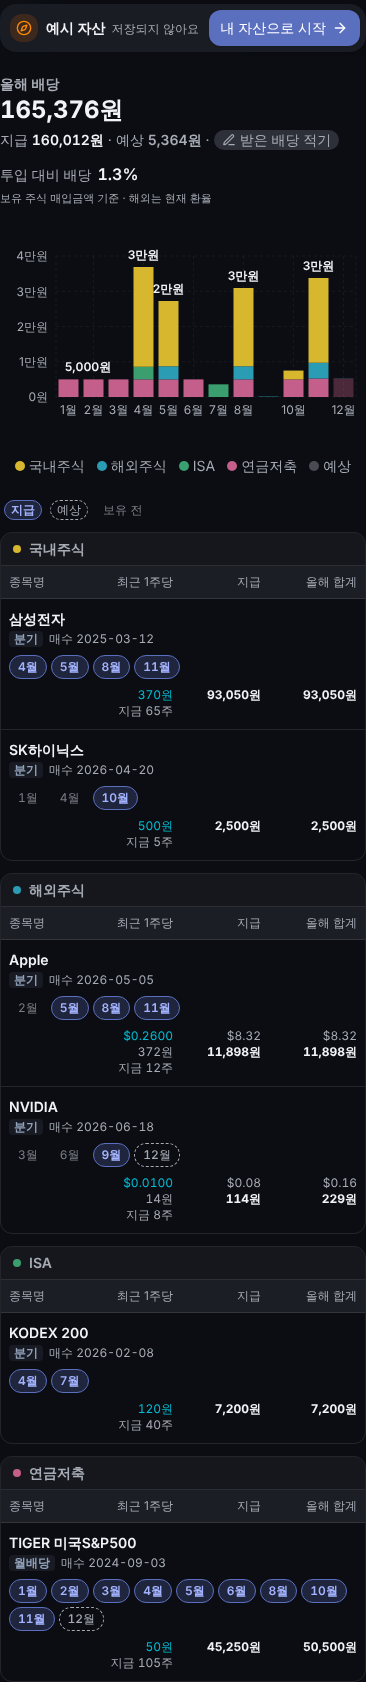 예시 자산 저장되지 않아요 내 자산으로 시작 →
올해 배당
165,376원
지급 160,012원 · 예상 5,364원 · 받은 배당 적기
투입 대비 배당 1.3%
보유 주식 매입금액 기준 · 해외는 현재 환율
4만원
3만원
2만원
1만원
0원
5,000원
3만원
2만원
3만원
3만원
1월 2월 3월 4월 5월 6월 7월 8월 10월 12월
국내주식 해외주식 ISA 연금저축 예상
지급 예상 보유 전
국내주식
종목명 최근 1주당 지급 올해 합계
삼성전자
분기 매수 2025-03-12
4월 5월 8월 11월
370원 93,050원 93,050원
지금 65주
SK하이닉스
분기 매수 2026-04-20
1월 4월 10월
500원 2,500원 2,500원
지금 5주
해외주식
종목명 최근 1주당 지급 올해 합계
Apple
분기 매수 2026-05-05
2월 5월 8월 11월
$0.2600 $8.32 $8.32
372원 11,898원 11,898원
지금 12주
NVIDIA
분기 매수 2026-06-18
3월 6월 9월 12월
$0.0100 $0.08 $0.16
14원 114원 229원
지금 8주
ISA
종목명 최근 1주당 지급 올해 합계
KODEX 200
분기 매수 2026-02-08
4월 7월
120원 7,200원 7,200원
지금 40주
연금저축
종목명 최근 1주당 지급 올해 합계
TIGER 미국S&P500
월배당 매수 2024-09-03
1월 2월 3월 4월 5월 6월 8월 10월
11월 12월
50원 45,250원 50,500원
지금 105주